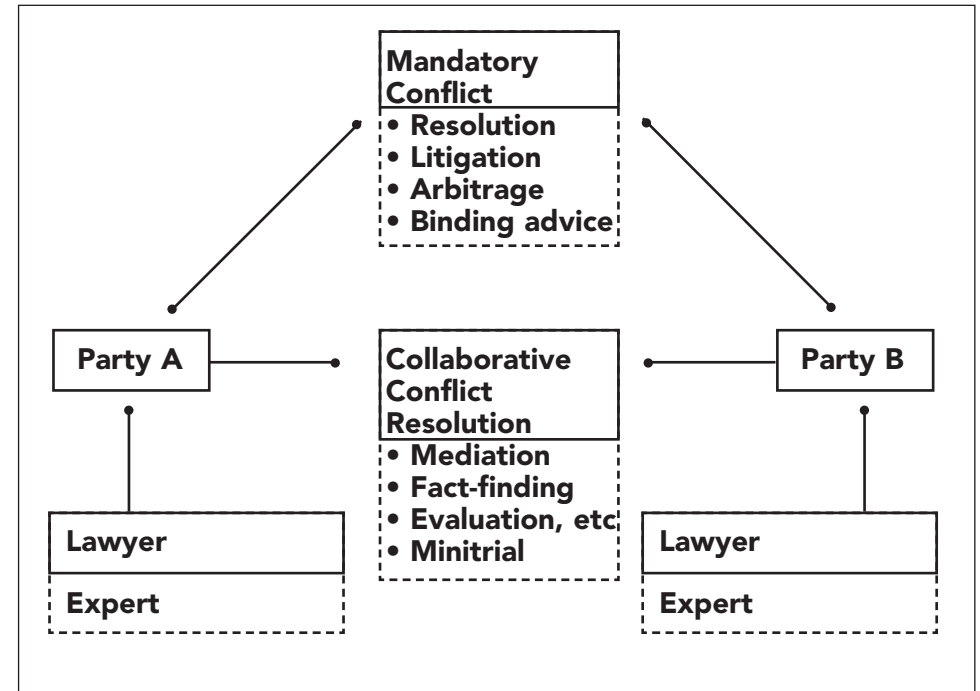 Mandatory
Conflict
• Resolution
• Litigation
• Arbitrage
• Binding advice
Party A
Collaborative
Conflict
Resolution
• Mediation
• Fact-finding
• Evaluation, etc
• Minitrial
Party B
Lawyer
Expert
Lawyer
Expert